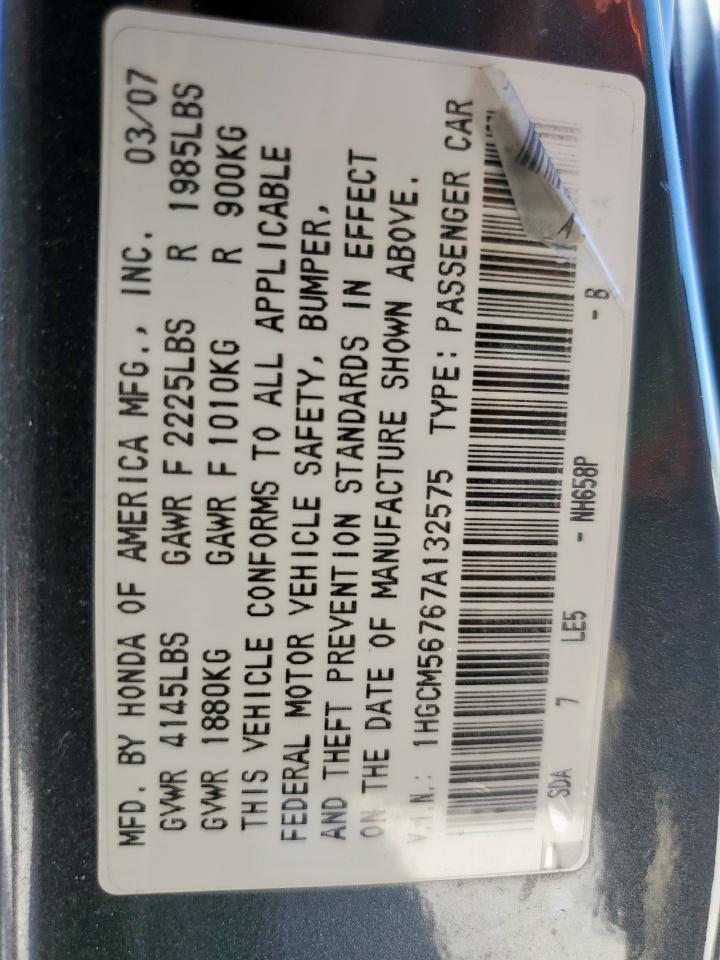 MFD. BY HONDA OF AMERICA MFG., INC. 03/07
GVWR 4145LBS GAWR F 2225LBS R 1985LBS
GVWR 1880KG GAWR F 1010KG R 900KG
THIS VEHICLE CONFORMS TO ALL APPLICABLE
FEDERAL MOTOR VEHICLE SAFETY, BUMPER,
AND THEFT PREVENTION STANDARDS IN EFFECT
ON THE DATE OF MANUFACTURE SHOWN ABOVE.
V.I.N.: 1HGCM56767A132575 TYPE: PASSENGER CAR
SDA 7 LE5 - NH658P - B A